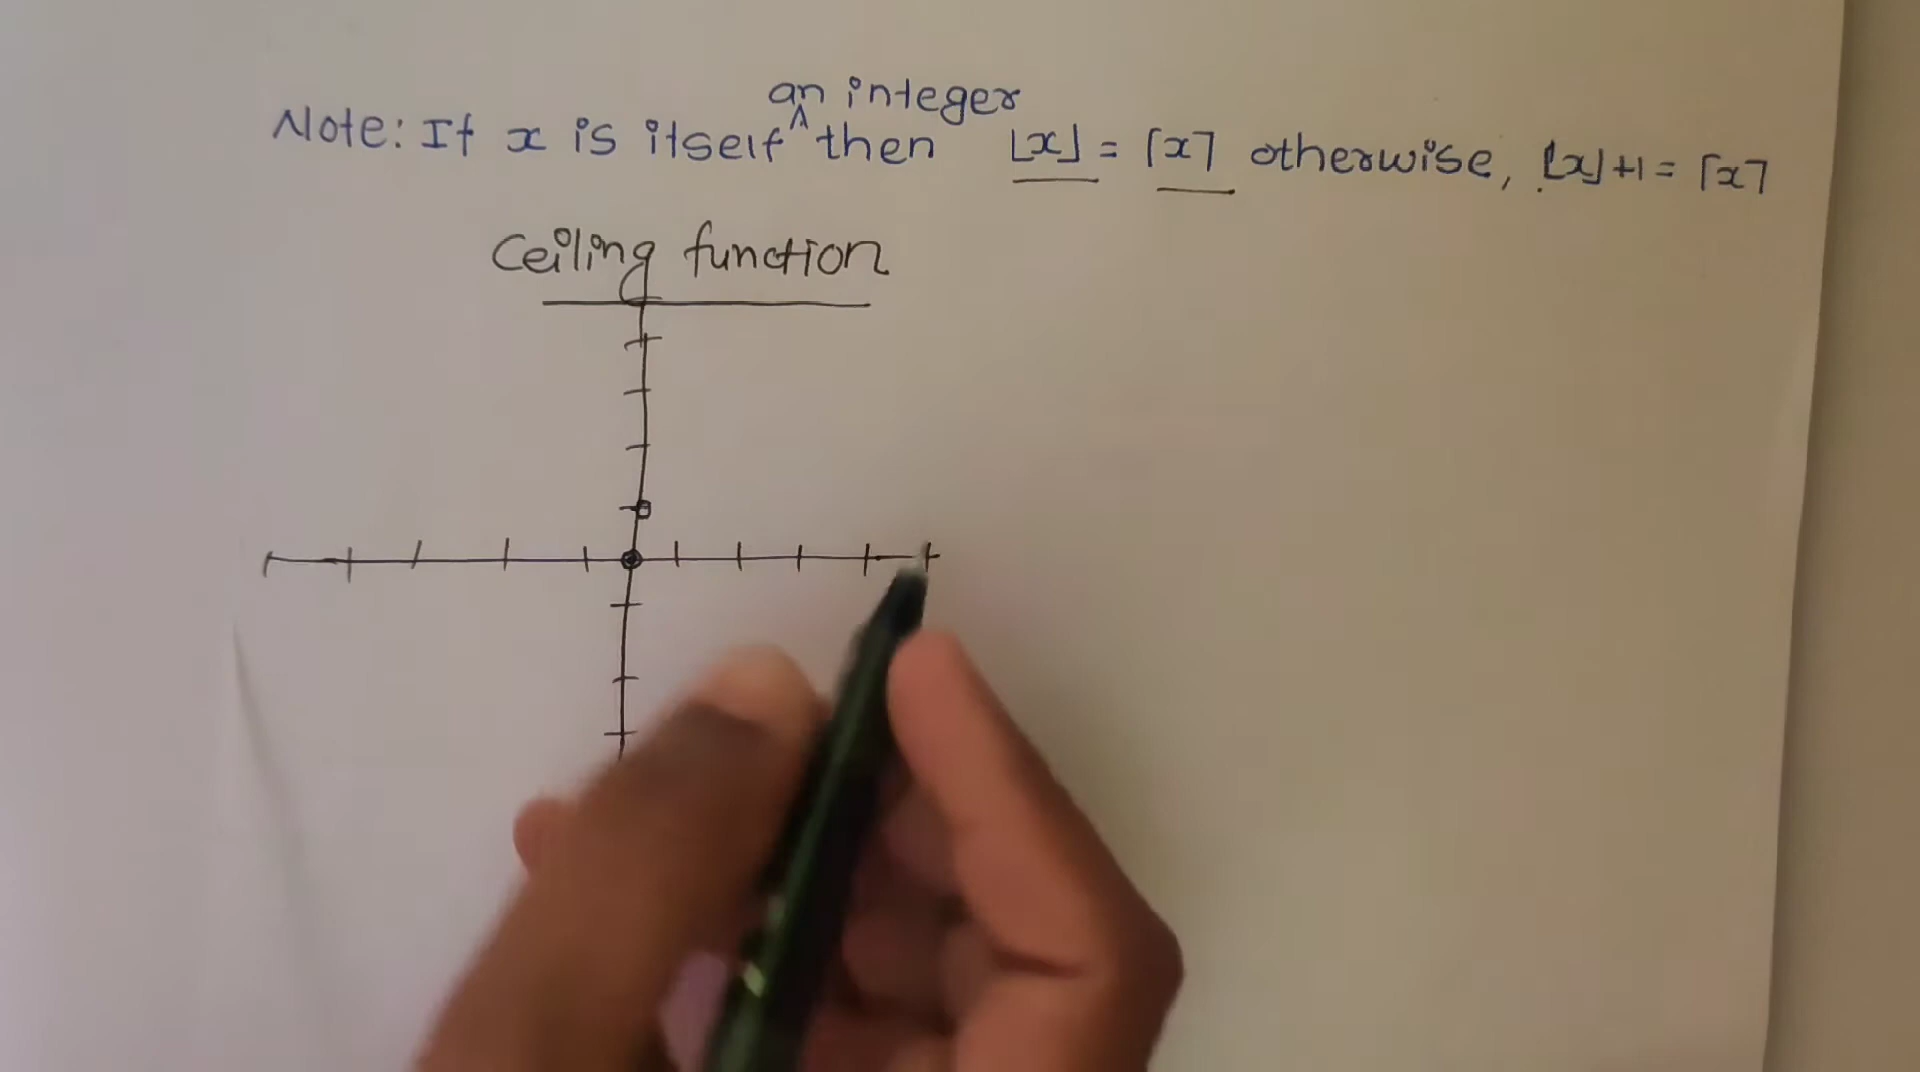 an integer
Note: If x is itself ^ then ⌊x⌋ = ⌈x⌉ otherwise, ⌊x⌋+1 = ⌈x⌉
Ceiling function